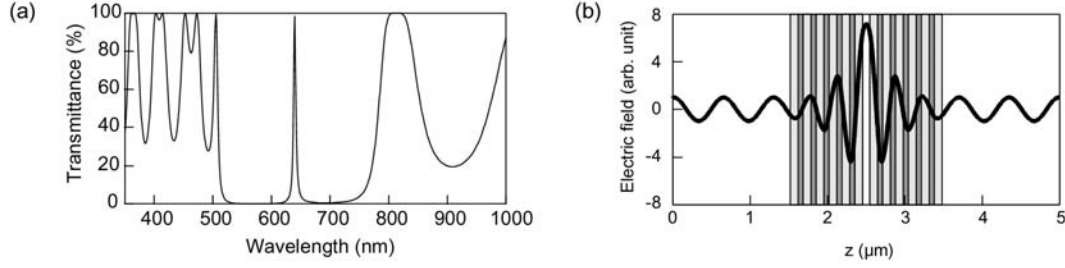 (a)
Transmittance (%)
100
80
60
40
20
0
400 500 600 700 800 900 1000
Wavelength (nm)
(b)
Electric field (arb. unit)
8
4
0
-4
-8
0 1 2 3 4 5
z (μm)